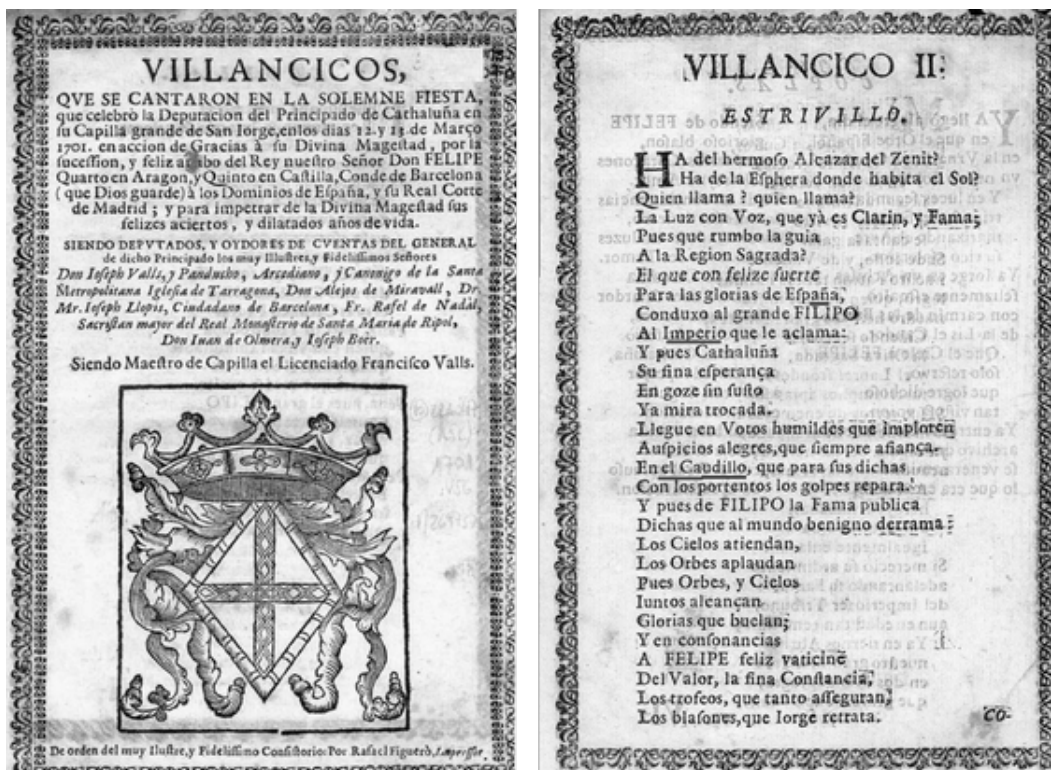 VILLANCICOS,
QVE SE CANTARON EN LA SOLEMNE FIESTA,
que celebrò la Deputacion del Principado de Cathaluña en
su Capilla grande de San Iorge, en los dias 12. y 13. de Março
1701. en accion de Gracias à su Divina Magestad, por la
sucession, y feliz arribo del Rey nuestro Señor Don FELIPE
Quarto en Aragon, y Quinto en Castilla, Conde de Barcelona
( que Dios guarde) à los Dominios de España, y su Real Corte
de Madrid ; y para impetrar de la Divina Magestad sus
felizes aciertos , y dilatados años de vida.
SIENDO DEPVTADOS, Y OYDORES DE CVENTAS DEL GENERAL
de dicho Principado los muy Illustres, y Fidelissimos Señores
Don Ioseph Valls, y Panducho , Arcediano , y Canonigo de la Santa
Metropolitana Iglesia de Tarragona, Don Alejos de Miravall , Dr.
Mr. Ioseph Llopis, Ciudadano de Barcelona , Fr. Rafel de Nadal,
Sacristan mayor del Real Monasterio de Santa Maria de Ripol,
Don Iuan de Olmera, y Ioseph Boèr.
Siendo Maestro de Capilla el Licenciado Francisco Valls.
De orden del muy Ilustre, y Fidelissimo Consistorio: Por Rafael Figuerò, Impressor.
VILLANCICO II.
ESTRIVILLO.
HA del hermoso Alcazar del Zenit?
Ha de la Esphera donde habita el Sol?
Quien llama ? quien llama?
La Luz con Voz, que yà es Clarin, y Fama;
Pues que rumbo la guia
A la Region Sagrada?
El que con felize suerte
Para las glorias de España,
Conduxo al grande FILIPO
Al Imperio que le aclama:
Y pues Cathaluña
Su fina esperança
En goze sin susto
Ya mira trocada.
Llegue en Votos humildes que imploren
Auspicios alegres, que siempre afiança.
En el Caudillo, que para sus dichas
Con los portentos los golpes repara.
Y pues de FILIPO la Fama publica
Dichas que al mundo benigno derrama:
Los Cielos atiendan,
Los Orbes aplaudan
Pues Orbes, y Cielos
Iuntos alcançan
Glorias que buelan;
Y en consonancias
A FELIPE feliz vaticine
Del Valor, la fina Constancia,
Los trofeos, que tanto asseguran,
Los blasones, que Iorge retrata.
CO-